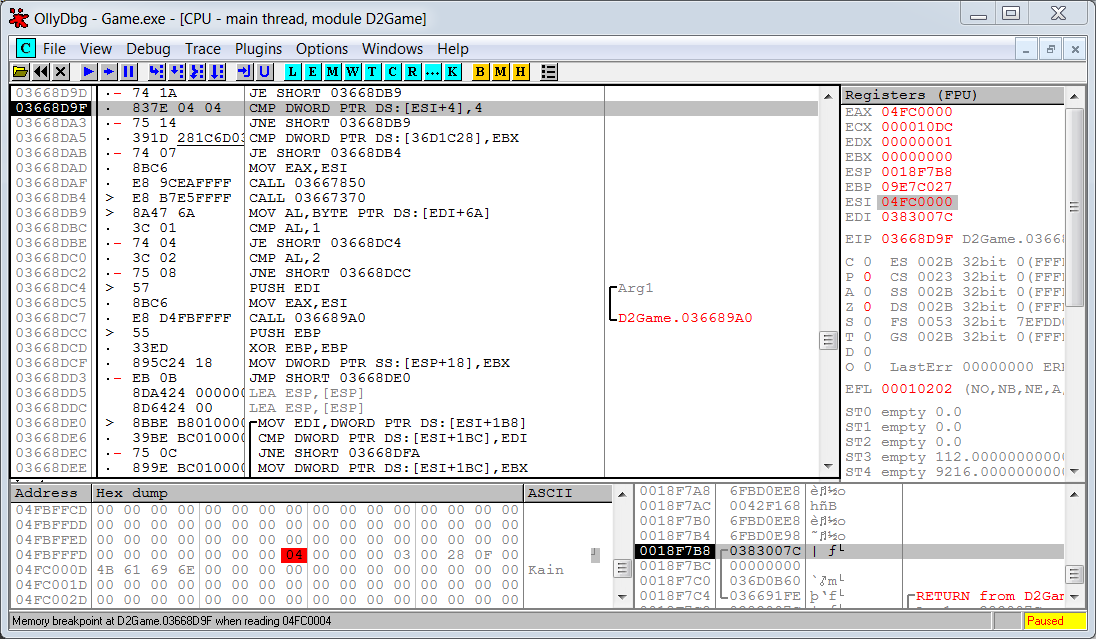 OllyDbg - Game.exe - [CPU - main thread, module D2Game]
C File View Debug Trace Plugins Options Windows Help
L E M W T C R ... K B M H
03668D9D ·− 74 1A JE SHORT 03668DB9
03668D9F · 837E 04 04 CMP DWORD PTR DS:[ESI+4],4
03668DA3 ·− 75 14 JNE SHORT 03668DB9
03668DA5 · 391D 281C6D03 CMP DWORD PTR DS:[36D1C28],EBX
03668DAB ·− 74 07 JE SHORT 03668DB4
03668DAD · 8BC6 MOV EAX,ESI
03668DAF · E8 9CEAFFFF CALL 03667850
03668DB4 > E8 B7E5FFFF CALL 03667370
03668DB9 > 8A47 6A MOV AL,BYTE PTR DS:[EDI+6A]
03668DBC · 3C 01 CMP AL,1
03668DBE ·− 74 04 JE SHORT 03668DC4
03668DC0 · 3C 02 CMP AL,2
03668DC2 ·− 75 08 JNE SHORT 03668DCC
03668DC4 > 57 PUSH EDI Arg1
03668DC5 · 8BC6 MOV EAX,ESI
03668DC7 · E8 D4FBFFFF CALL 036689A0 D2Game.036689A0
03668DCC > 55 PUSH EBP
03668DCD · 33ED XOR EBP,EBP
03668DCF · 895C24 18 MOV DWORD PTR SS:[ESP+18],EBX
03668DD3 ·− EB 0B JMP SHORT 03668DE0
03668DD5 8DA424 000000 LEA ESP,[ESP]
03668DDC 8D6424 00 LEA ESP,[ESP]
03668DE0 > 8BBE B8010000 MOV EDI,DWORD PTR DS:[ESI+1B8]
03668DE6 · 39BE BC010000 CMP DWORD PTR DS:[ESI+1BC],EDI
03668DEC ·− 75 0C JNE SHORT 03668DFA
03668DEE · 899E BC010000 MOV DWORD PTR DS:[ESI+1BC],EBX
Registers (FPU)
EAX 04FC0000
ECX 000010DC
EDX 00000001
EBX 00000000
ESP 0018F7B8
EBP 09E7C027
ESI 04FC0000
EDI 0383007C
EIP 03668D9F D2Game.03668
C 0 ES 002B 32bit 0(FFFF
P 0 CS 0023 32bit 0(FFFF
A 0 SS 002B 32bit 0(FFFF
Z 0 DS 002B 32bit 0(FFFF
S 0 FS 0053 32bit 7EFDD0
T 0 GS 002B 32bit 0(FFFF
D 0
O 0 LastErr 00000000 ERR
EFL 00010202 (NO,NB,NE,A,
ST0 empty 0.0
ST1 empty 0.0
ST2 empty 0.0
ST3 empty 112.00000000000
ST4 empty 9216.0000000000
Address Hex dump ASCII
04FBFFCD 00 00 00 00 00 00 00 00 00 00 00 00 00 00 00 00
04FBFFDD 00 00 00 00 00 00 00 00 00 00 00 00 00 00 00 00
04FBFFED 00 00 00 00 00 00 00 00 00 00 00 00 00 00 00 00
04FBFFFD 00 00 00 00 00 00 00 04 00 00 00 03 00 28 0F 00
04FC000D 4B 61 69 6E 00 00 00 00 00 00 00 00 00 00 00 00 Kain
04FC001D 00 00 00 00 00 00 00 00 00 00 00 00 00 00 00 00
04FC002D 00 00 00 00 00 00 00 00 00 00 00 00 00 00 00 00
0018F7A8 6FBD0EE8
0018F7AC 0042F168 hñB
0018F7B0 6FBD0EE8
0018F7B4 6FBD0E98
0018F7B8 0383007C
0018F7BC 00000000
0018F7C0 036D0B60
0018F7C4 036691FE RETURN from D2Gam
Memory breakpoint at D2Game.03668D9F when reading 04FC0004
Paused